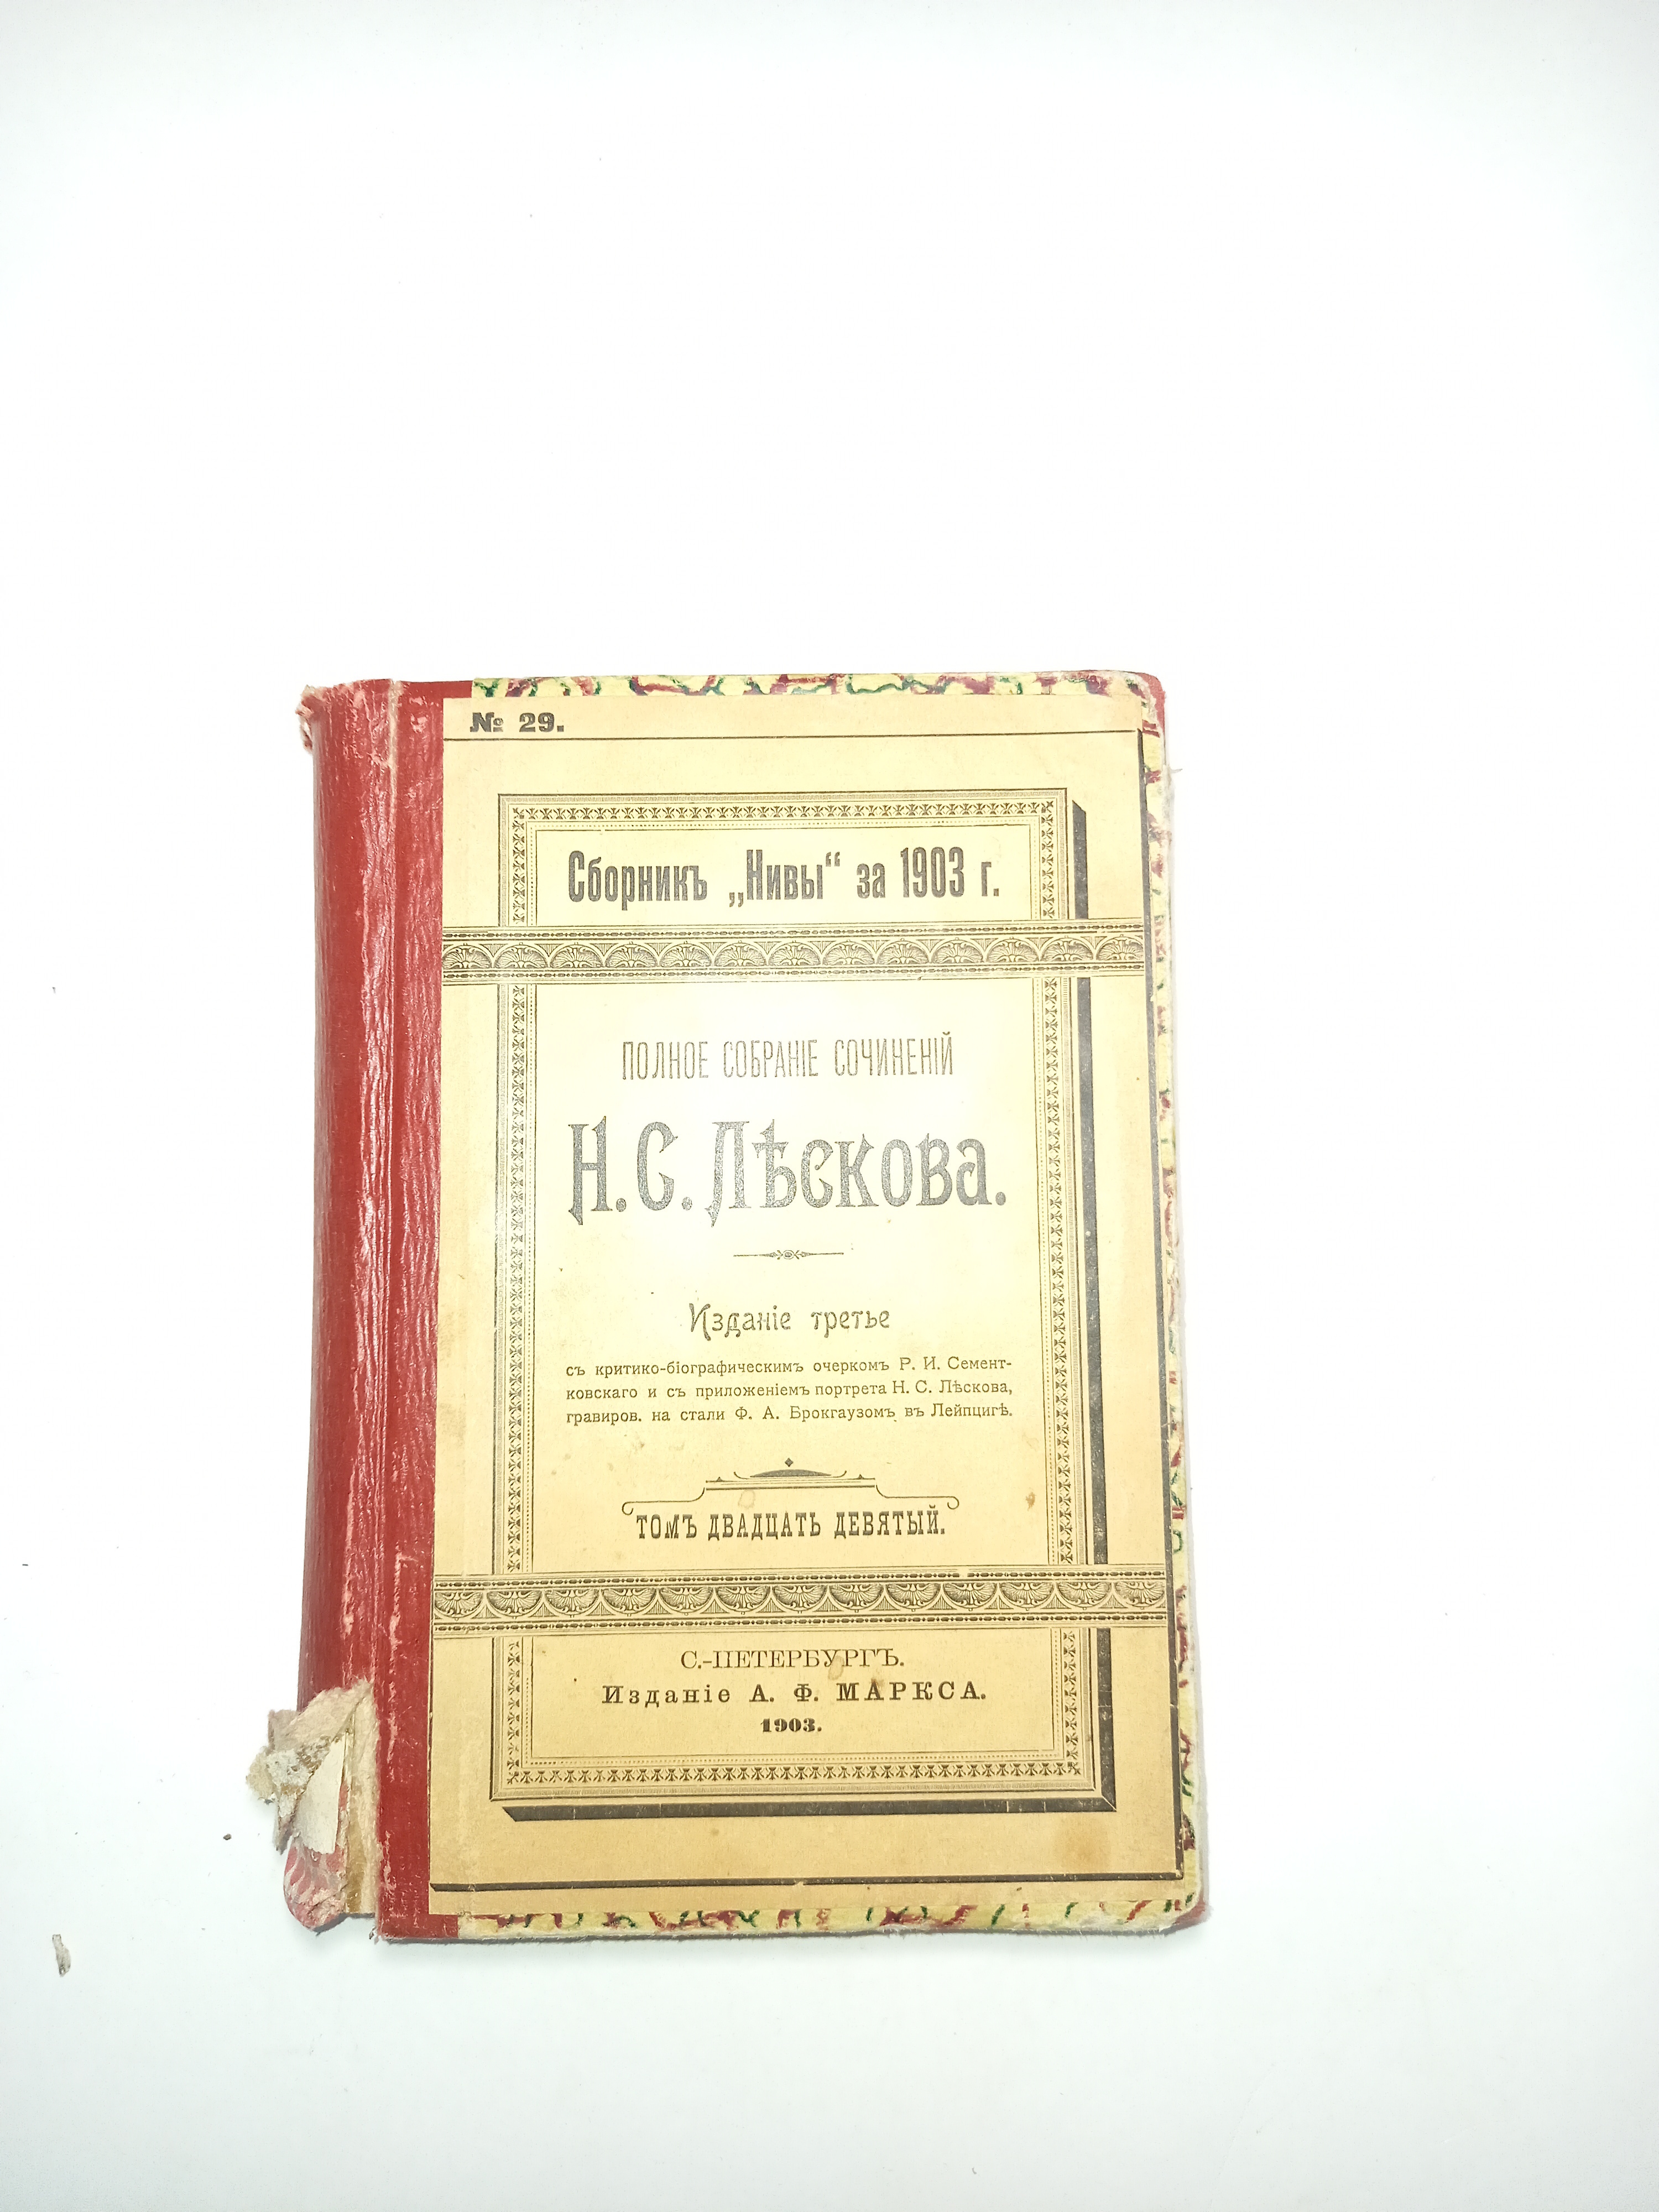 № 29.
Сборникъ „Нивы“ за 1903 г.
ПОЛНОЕ СОБРАНІЕ СОЧИНЕНІЙ
Н. С. Лѣскова.
Изданіе третье
съ критико-біографическимъ очеркомъ Р. И. Семент-
ковскаго и съ приложеніемъ портрета Н. С. Лѣскова,
гравиров. на стали Ф. А. Брокгаузомъ въ Лейпцигѣ.
ТОМЪ ДВАДЦАТЬ ДЕВЯТЫЙ.
С.-ПЕТЕРБУРГЪ.
Изданіе А. Ф. МАРКСА.
1903.